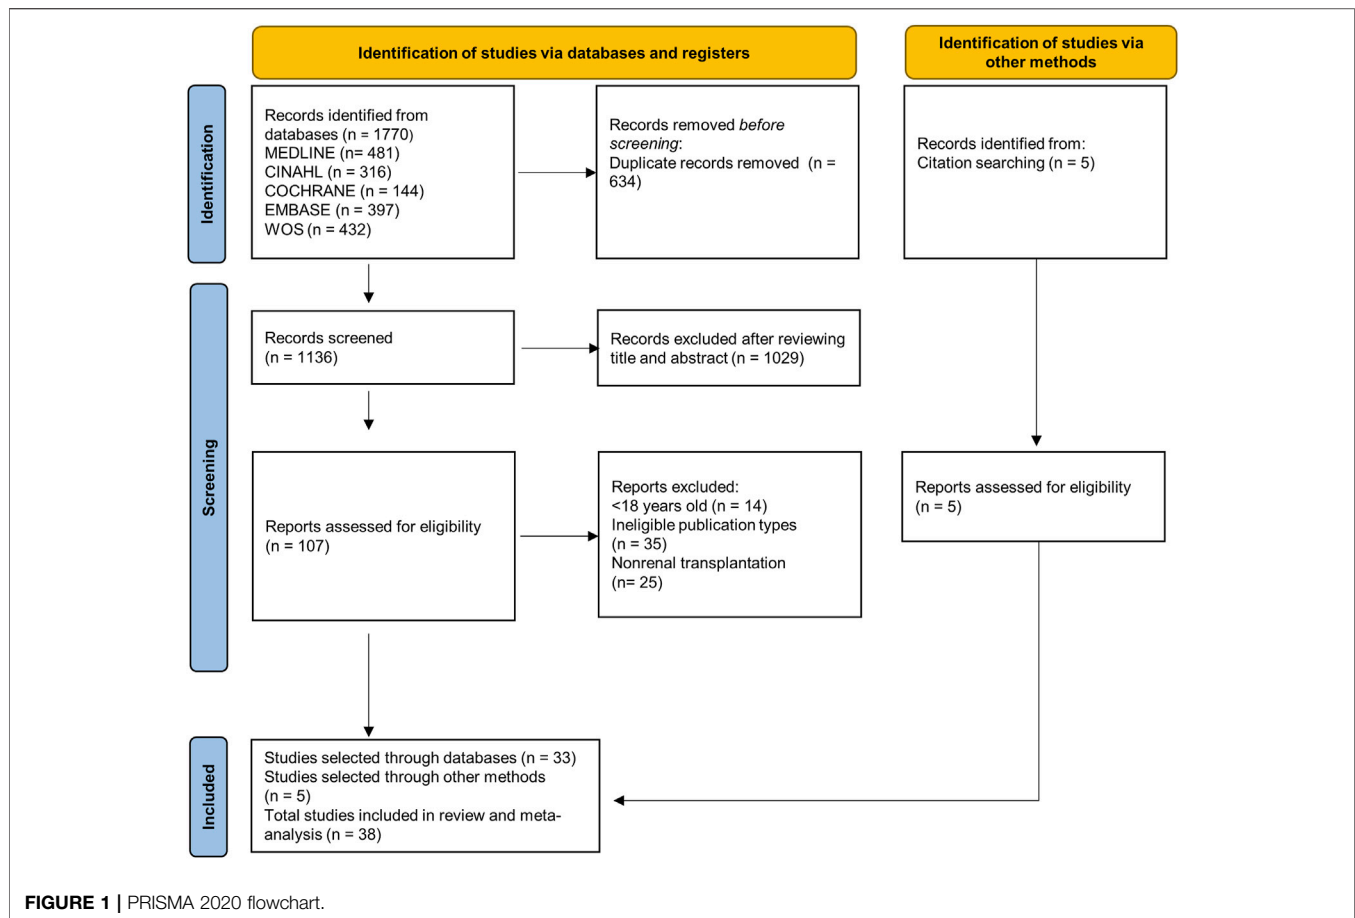 Identification of studies via databases and registers
Identification of studies via
other methods
Identification
Records identified from
databases (n = 1770)
MEDLINE (n= 481)
CINAHL (n = 316)
COCHRANE (n = 144)
EMBASE (n = 397)
WOS (n = 432)
Records removed before
screening:
Duplicate records removed (n =
634)
Records identified from:
Citation searching (n = 5)
Screening
Records screened
(n = 1136)
Records excluded after reviewing
title and abstract (n = 1029)
Reports assessed for eligibility
(n = 107)
Reports excluded:
<18 years old (n = 14)
Ineligible publication types
(n = 35)
Nonrenal transplantation
(n= 25)
Reports assessed for eligibility
(n = 5)
Included
Studies selected through databases (n = 33)
Studies selected through other methods
(n = 5)
Total studies included in review and meta-
analysis (n = 38)
FIGURE 1 | PRISMA 2020 flowchart.